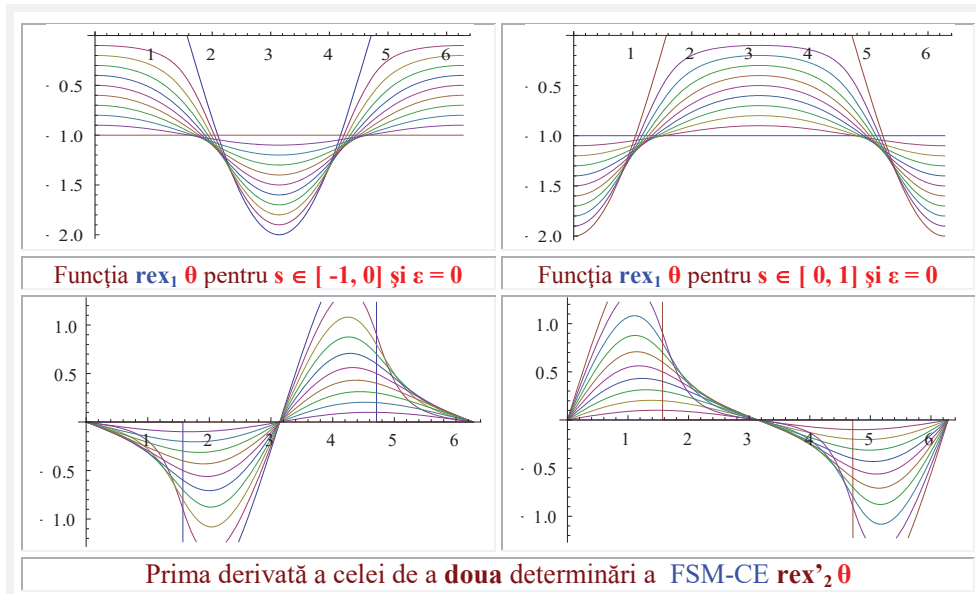 1 2 3 4 5 6
- 0.5
- 1.0
- 1.5
- 2.0
1 2 3 4 5 6
- 0.5
- 1.0
- 1.5
- 2.0
Funcţia rex₁ θ pentru s ∈ [ -1, 0] şi ε = 0
Funcţia rex₁ θ pentru s ∈ [ 0, 1] şi ε = 0
1.0
0.5
1 2 3 4 5 6
- 0.5
- 1.0
1.0
0.5
1 2 3 4 5 6
- 0.5
- 1.0
Prima derivată a celei de a doua determinări a FSM-CE rex’₂ θ